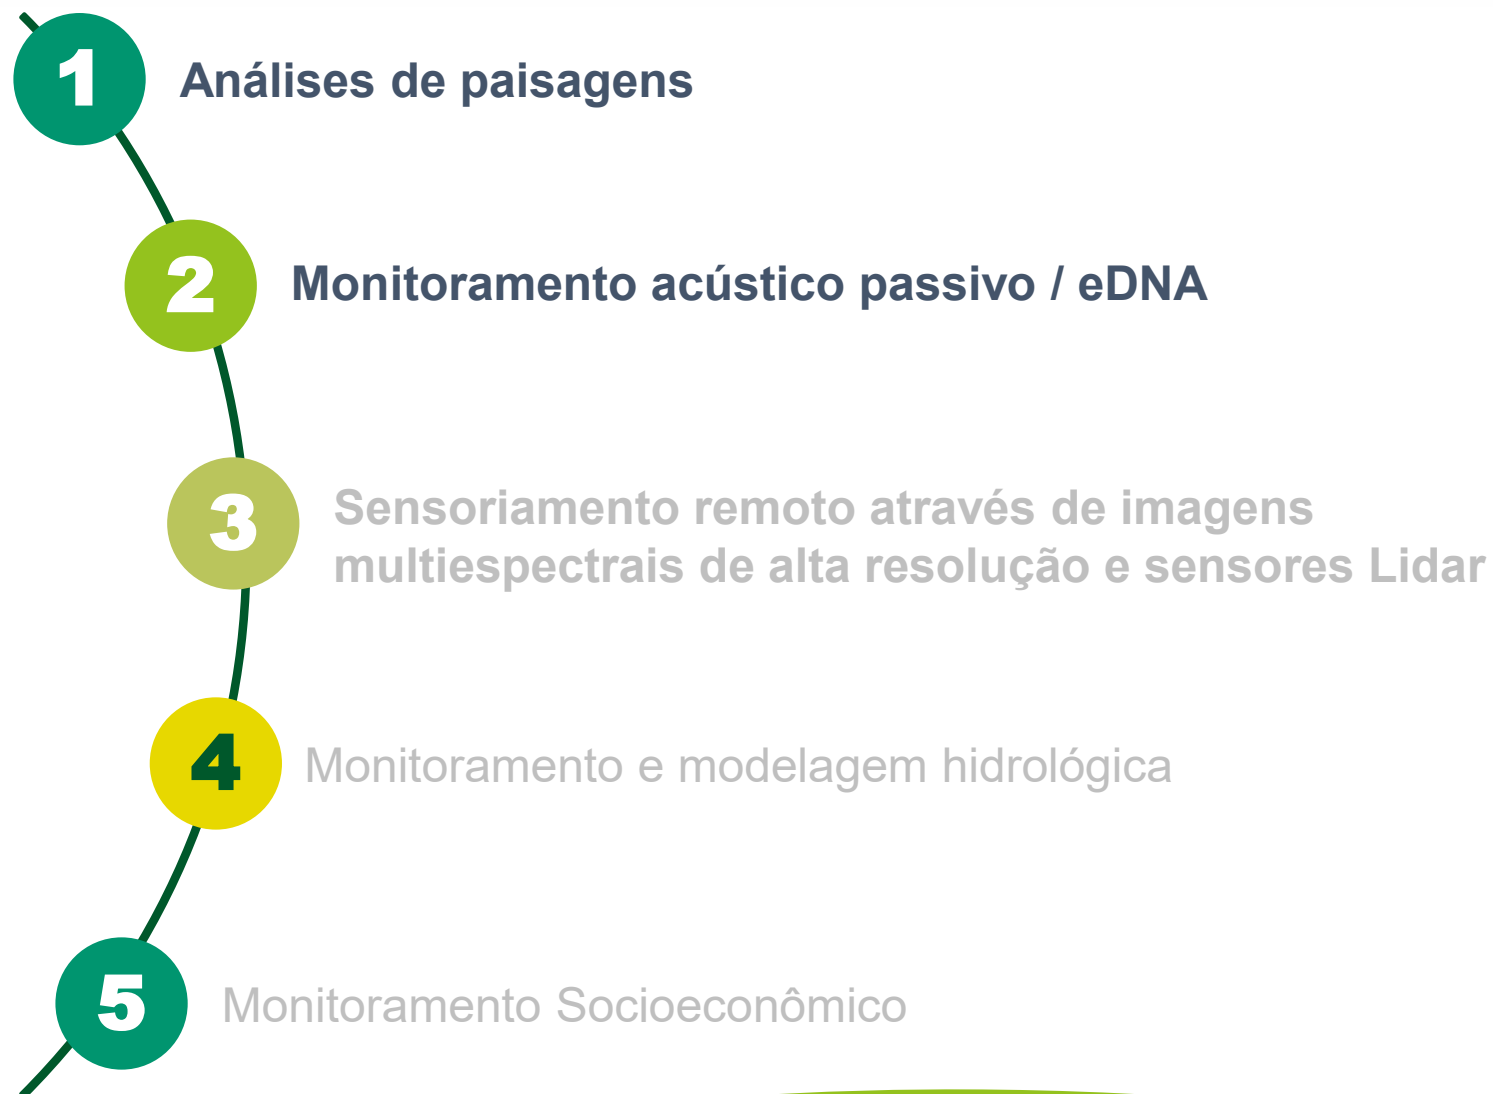 1
Análises de paisagens
2
Monitoramento acústico passivo / eDNA
3
Sensoriamento remoto através de imagens
multiespectrais de alta resolução e sensores Lidar
4
Monitoramento e modelagem hidrológica
5
Monitoramento Socioeconômico